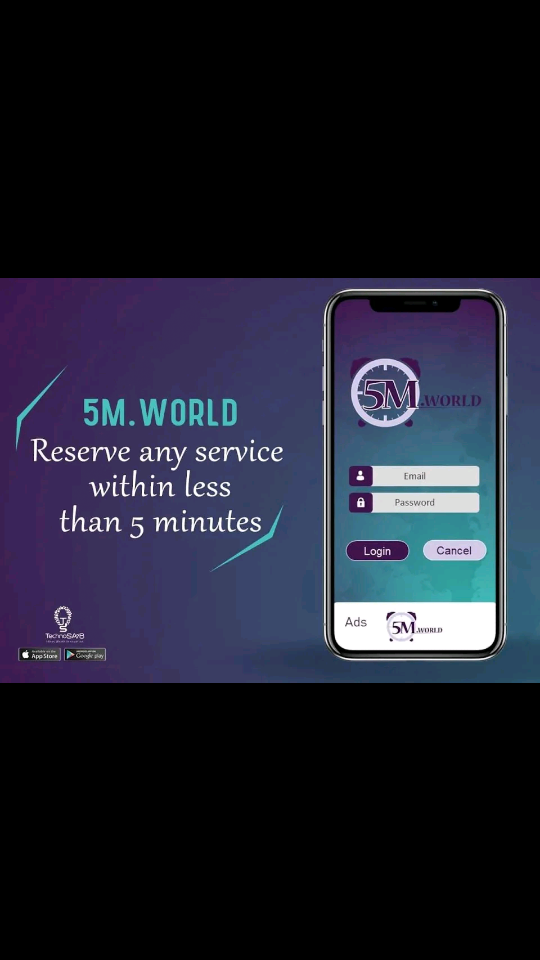 5M.WORLD
Reserve any service
within less
than 5 minutes
5M.WORLD
Email
Password
Login
Cancel
Ads
5M.WORLD
App Store
Google play